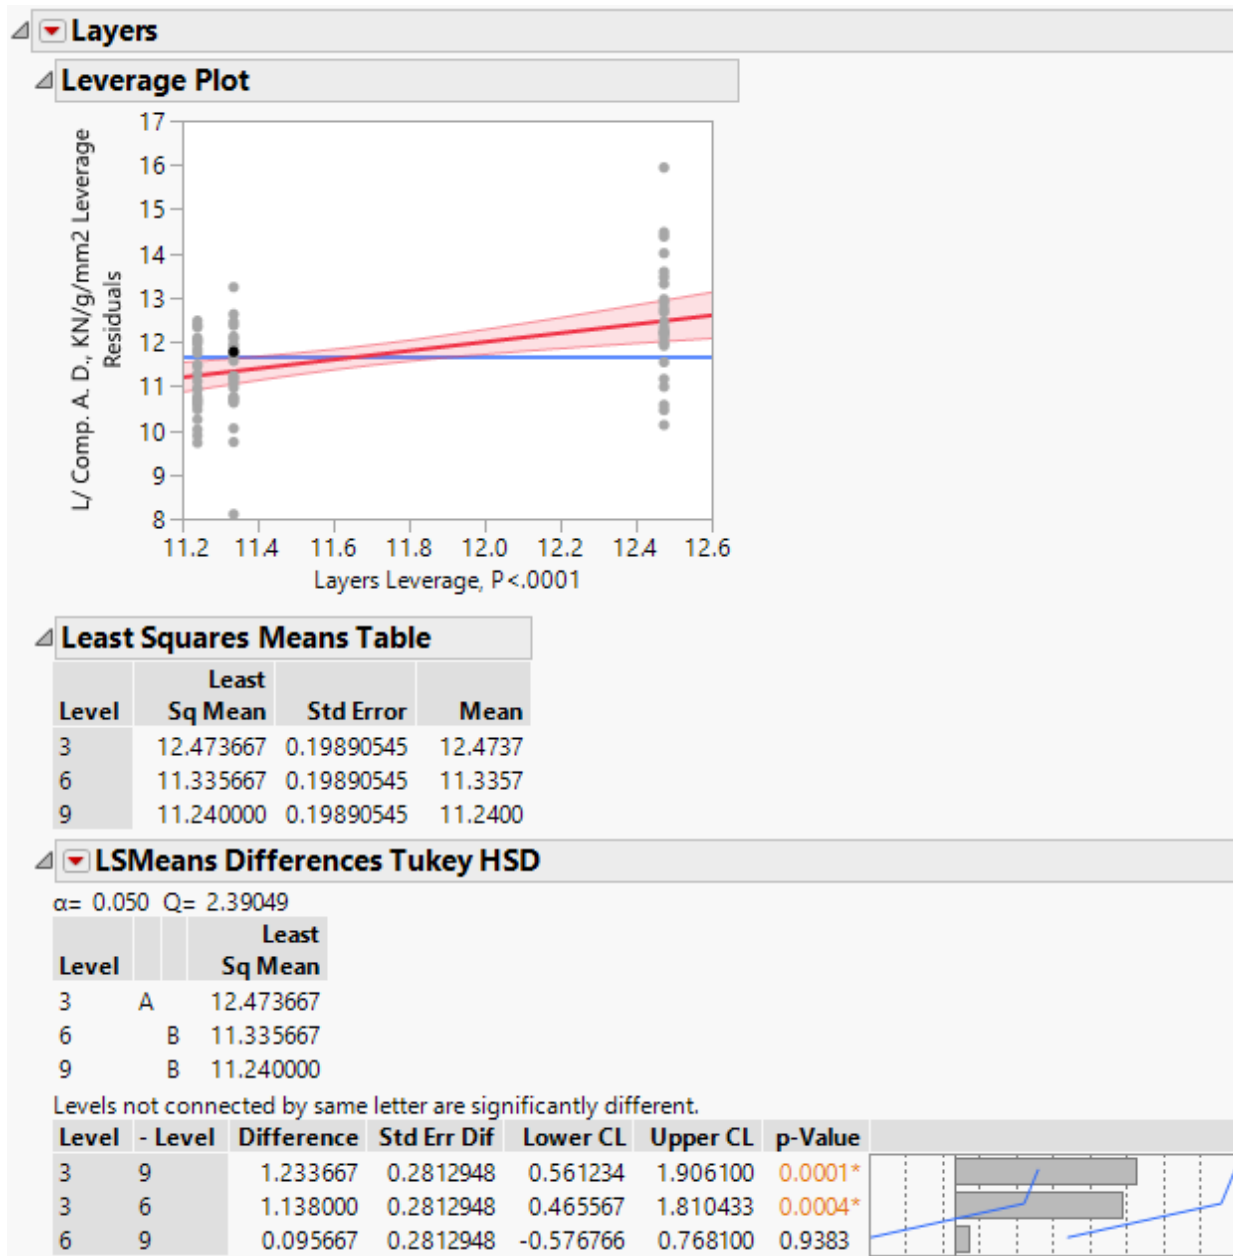 Layers
Leverage Plot
L/ Comp. A. D., KN/g/mm2 Leverage
Residuals
17
16
15
14
13
12
11
10
9
8
11.2 11.4 11.6 11.8 12.0 12.2 12.4 12.6
Layers Leverage, P<.0001
Least Squares Means Table
Least
Level Sq Mean Std Error Mean
3 12.473667 0.19890545 12.4737
6 11.335667 0.19890545 11.3357
9 11.240000 0.19890545 11.2400
LSMeans Differences Tukey HSD
α= 0.050 Q= 2.39049
Least
Level Sq Mean
3 A 12.473667
6 B 11.335667
9 B 11.240000
Levels not connected by same letter are significantly different.
Level - Level Difference Std Err Dif Lower CL Upper CL p-Value
3 9 1.233667 0.2812948 0.561234 1.906100 0.0001*
3 6 1.138000 0.2812948 0.465567 1.810433 0.0004*
6 9 0.095667 0.2812948 -0.576766 0.768100 0.9383